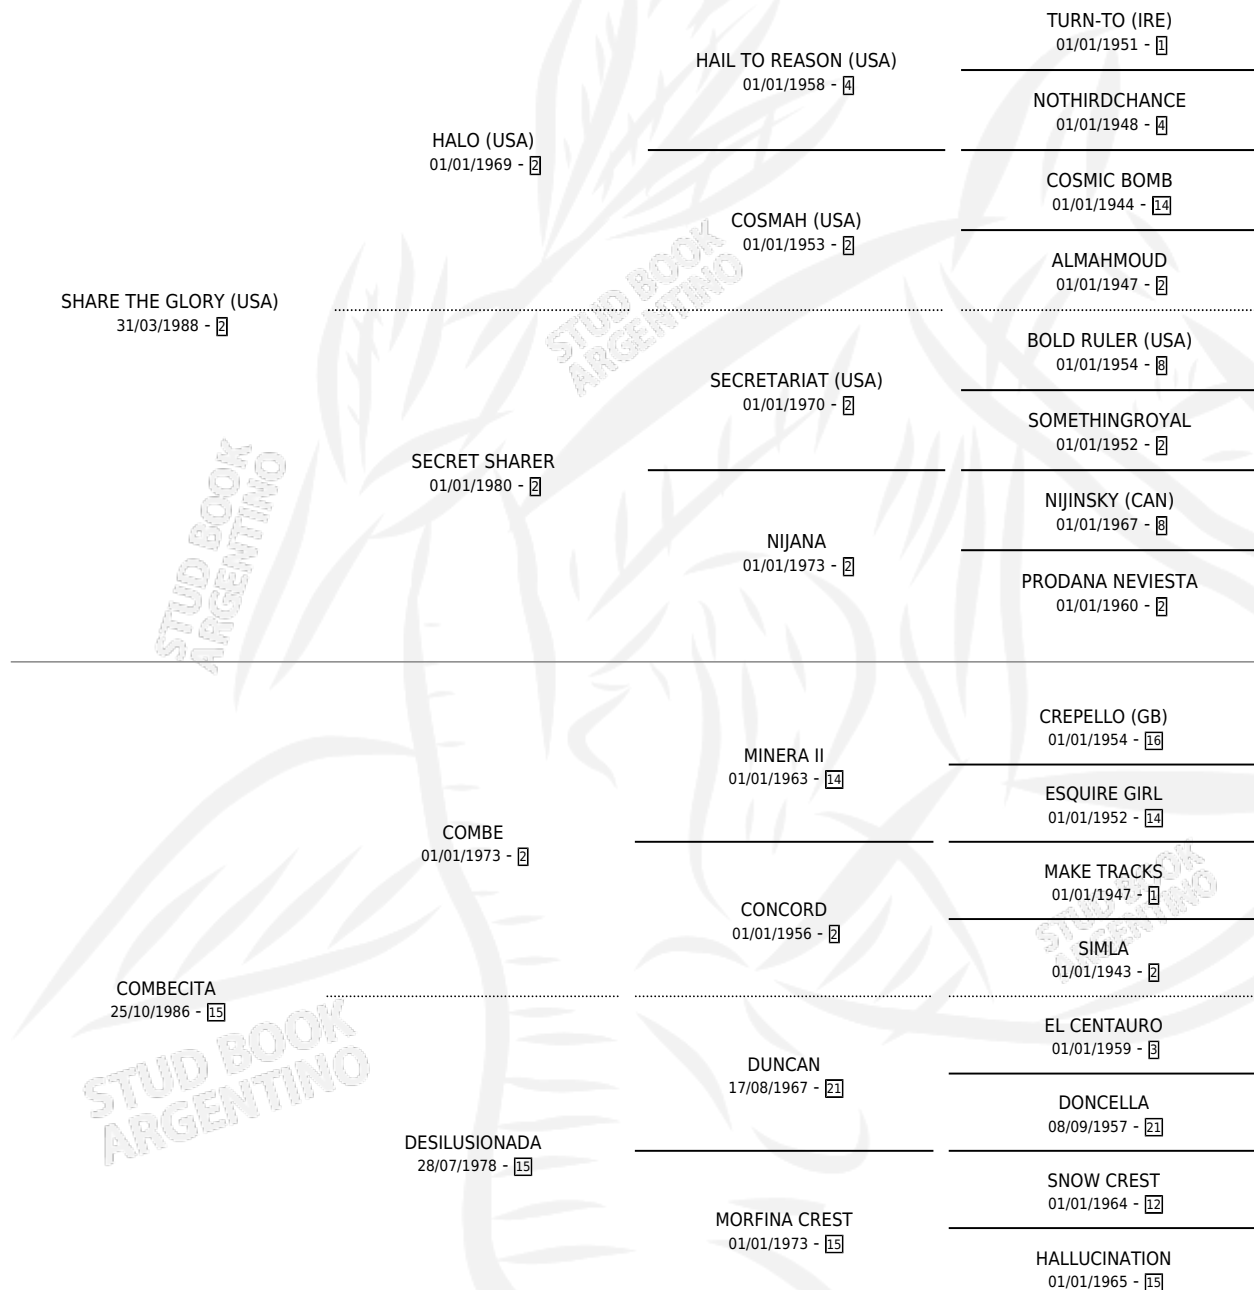 TURN-TO (IRE)
01/01/1951 - 1
HAIL TO REASON (USA)
01/01/1958 - 4
NOTHIRDCHANCE
01/01/1948 - 4
HALO (USA)
01/01/1969 - 2
COSMIC BOMB
01/01/1944 - 14
COSMAH (USA)
01/01/1953 - 2
ALMAHMOUD
01/01/1947 - 2
SHARE THE GLORY (USA)
31/03/1988 - 2
BOLD RULER (USA)
01/01/1954 - 8
SECRETARIAT (USA)
01/01/1970 - 2
SOMETHINGROYAL
01/01/1952 - 2
SECRET SHARER
01/01/1980 - 2
NIJINSKY (CAN)
01/01/1967 - 8
NIJANA
01/01/1973 - 2
PRODANA NEVIESTA
01/01/1960 - 2
CREPELLO (GB)
01/01/1954 - 16
MINERA II
01/01/1963 - 14
ESQUIRE GIRL
01/01/1952 - 14
COMBE
01/01/1973 - 2
MAKE TRACKS
01/01/1947 - 1
CONCORD
01/01/1956 - 2
SIMLA
01/01/1943 - 2
COMBECITA
25/10/1986 - 15
EL CENTAURO
01/01/1959 - 3
DUNCAN
17/08/1967 - 21
DONCELLA
08/09/1957 - 21
DESILUSIONADA
28/07/1978 - 15
SNOW CREST
01/01/1964 - 12
MORFINA CREST
01/01/1973 - 15
HALLUCINATION
01/01/1965 - 15
STUD BOOK
ARGENTINO
STUD BOOK
ARGENTINO
STUD BOOK
ARGENTINO
STUD BOOK
ARGENTINO